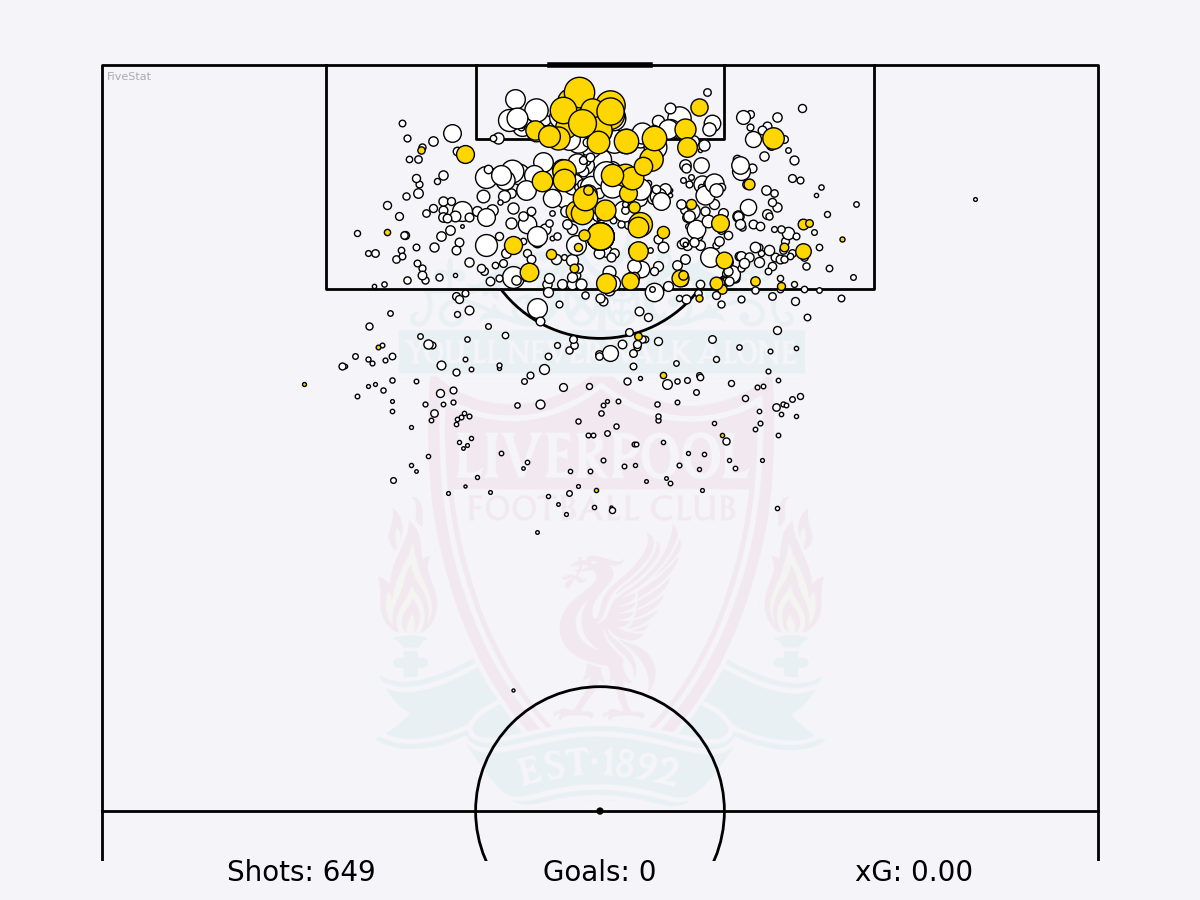 FiveStat
YOU'LL NEVER WALK ALONE
LIVERPOOL
FOOTBALL CLUB
EST·1892
Shots: 649 Goals: 0 xG: 0.00